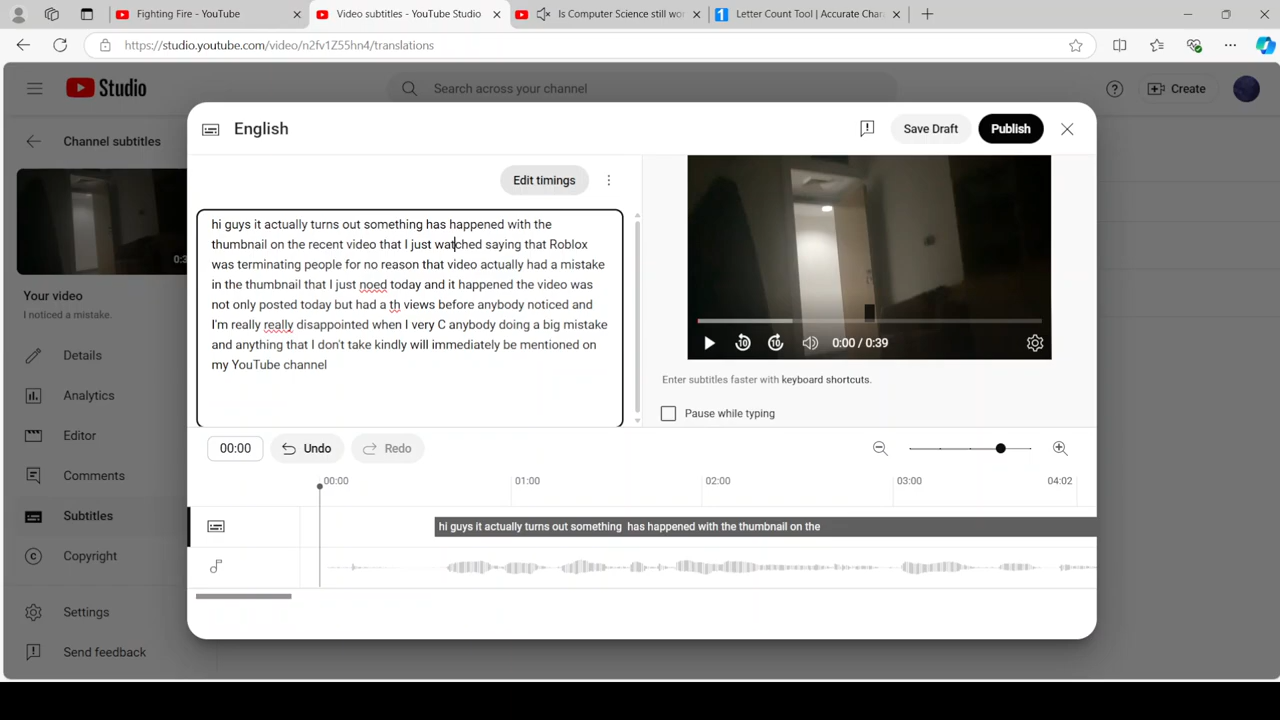 Fighting Fire - YouTube
Video subtitles - YouTube Studio
Is Computer Science still wor
Letter Count Tool | Accurate Char
https://studio.youtube.com/video/n2fv1Z55hn4/translations
Studio
Search across your channel
Create
Channel subtitles
0:3
Your video
I noticed a mistake.
Details
Analytics
Editor
Comments
Subtitles
Copyright
Settings
Send feedback
English
Save Draft
Publish
Edit timings
hi guys it actually turns out something has happened with the
thumbnail on the recent video that I just watched saying that Roblox
was terminating people for no reason that video actually had a mistake
in the thumbnail that I just noed today and it happened the video was
not only posted today but had a th views before anybody noticed and
I'm really really disappointed when I very C anybody doing a big mistake
and anything that I don't take kindly will immediately be mentioned on
my YouTube channel
10
10
0:00 / 0:39
Enter subtitles faster with keyboard shortcuts.
Pause while typing
00:00
Undo
Redo
00:00
01:00
02:00
03:00
04:02
hi guys it actually turns out something has happened with the thumbnail on the